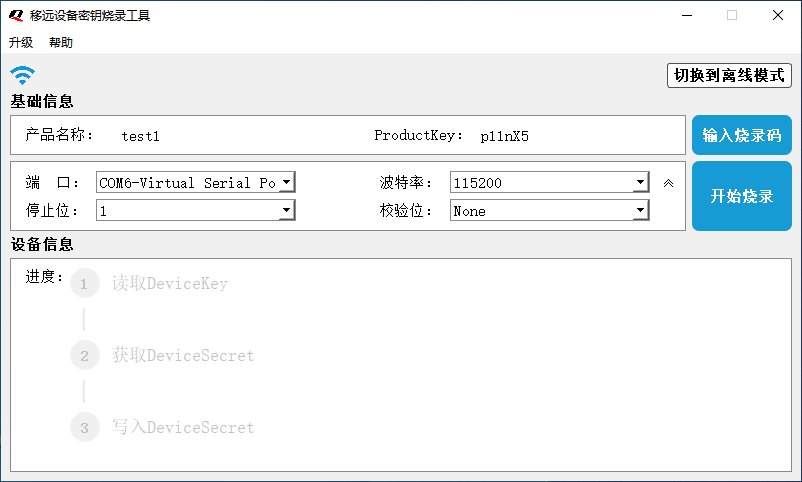 移远设备密钥烧录工具
升级 帮助
切换到离线模式
基础信息
产品名称： test1 ProductKey： p11nX5
输入烧录码
端 口： COM6-Virtual Serial Po 波特率： 115200
开始烧录
停止位： 1 校验位： None
设备信息
进度： 1 读取DeviceKey
2 获取DeviceSecret
3 写入DeviceSecret